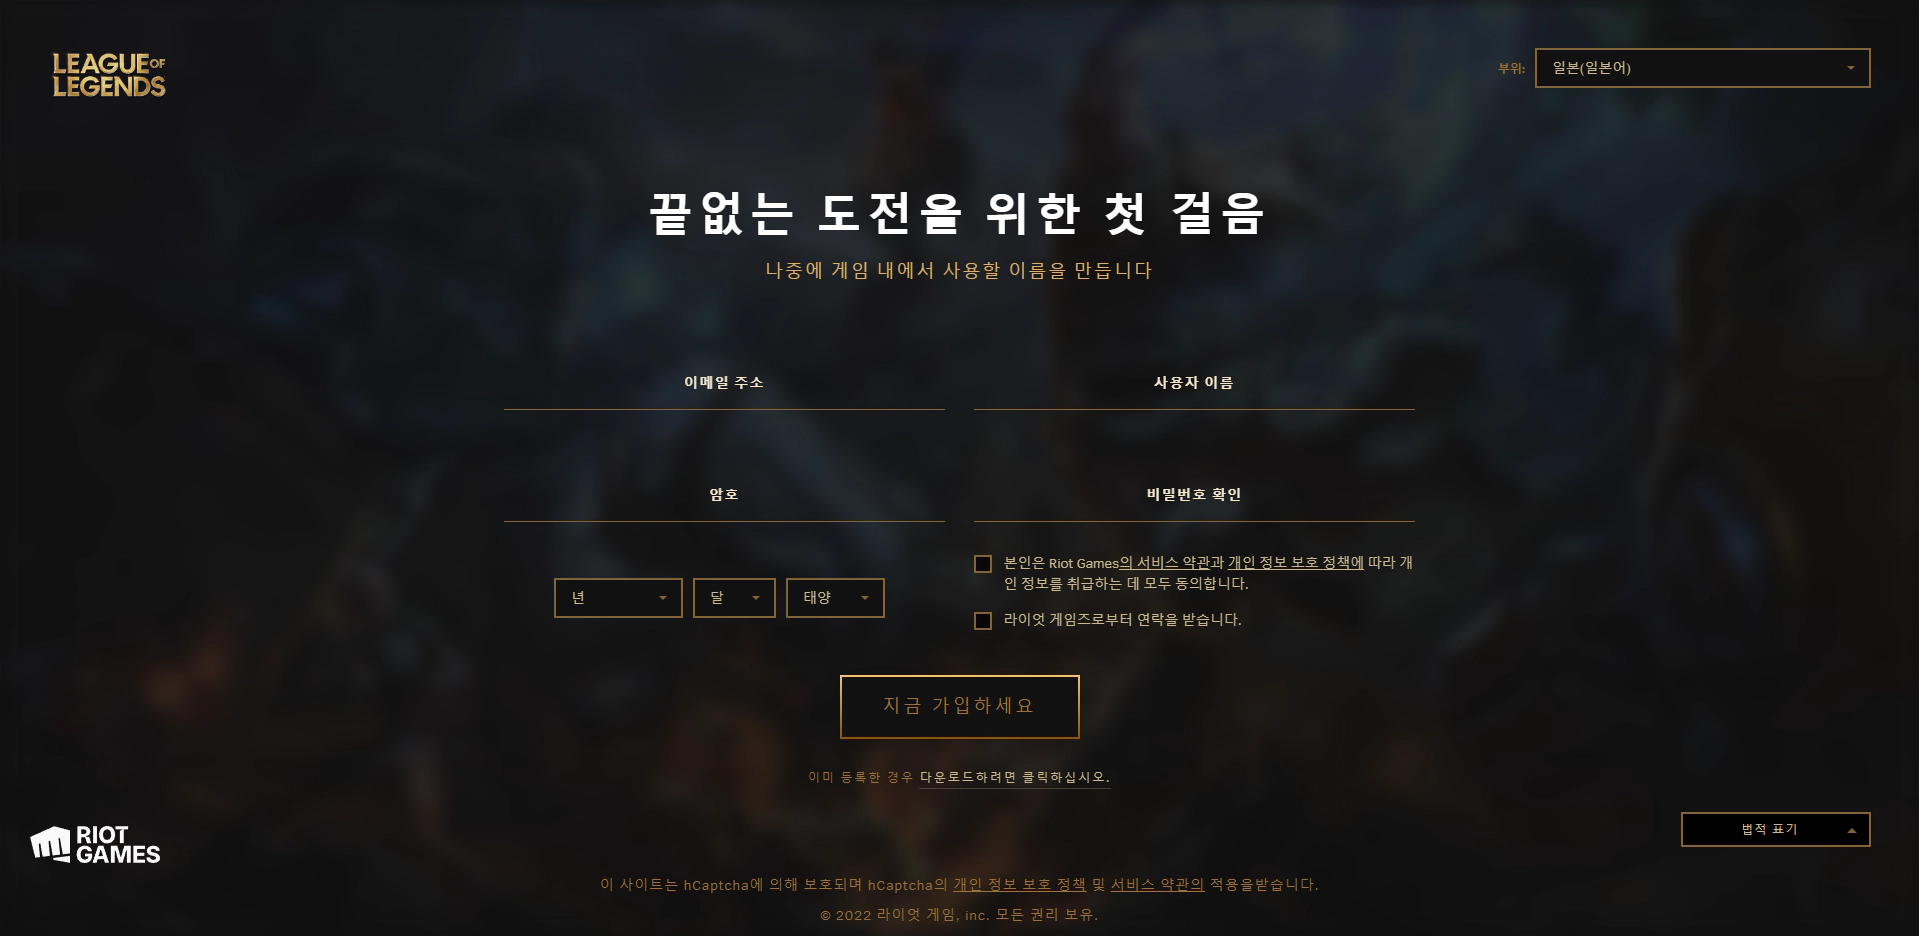 LEAGUE OF
LEGENDS
부위:
일본(일본어)
끝없는 도전을 위한 첫 걸음
나중에 게임 내에서 사용할 이름을 만듭니다
이메일 주소
사용자 이름
암호
비밀번호 확인
년
달
태양
본인은 Riot Games의 서비스 약관과 개인 정보 보호 정책에 따라 개
인 정보를 취급하는 데 모두 동의합니다.
라이엇 게임즈로부터 연락을 받습니다.
지금 가입하세요
이미 등록한 경우 다운로드하려면 클릭하십시오.
RIOT
GAMES
법적 표기
이 사이트는 hCaptcha에 의해 보호되며 hCaptcha의 개인 정보 보호 정책 및 서비스 약관의 적용을받습니다.
© 2022 라이엇 게임, inc. 모든 권리 보유.